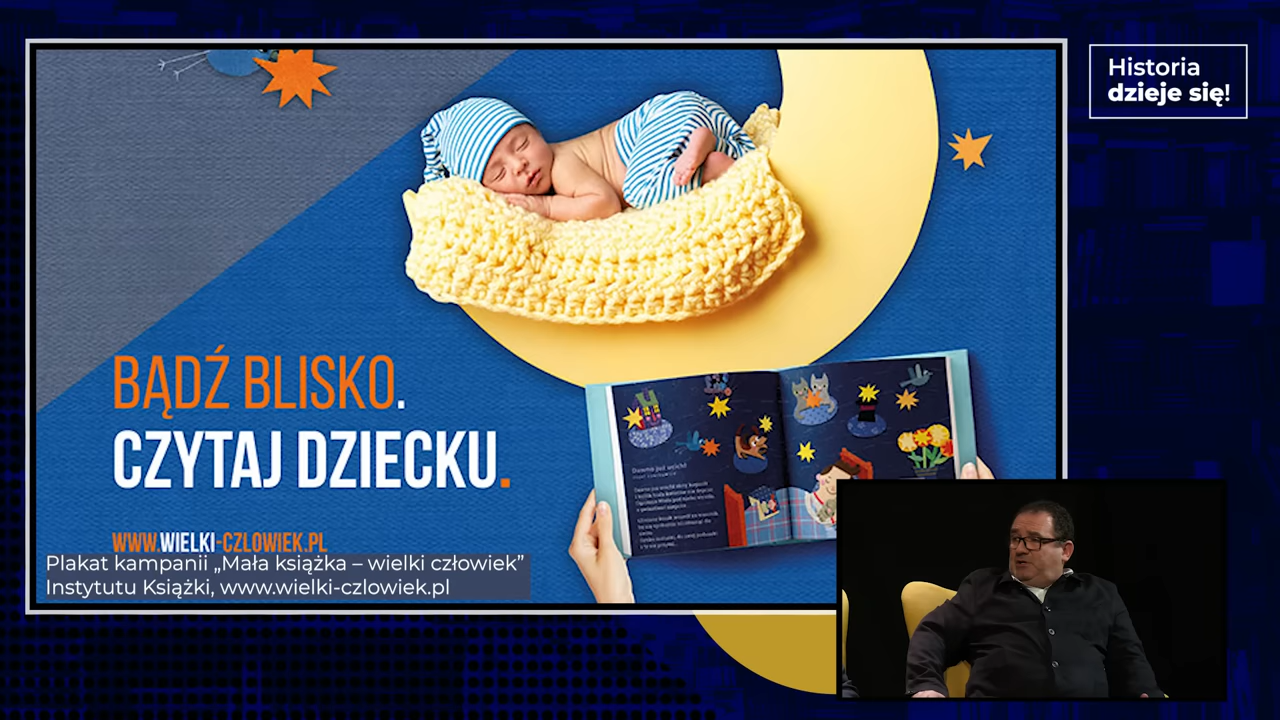 Historia
dzieje się!
BĄDŹ BLISKO.
CZYTAJ DZIECKU.
WWW.WIELKI-CZLOWIEK.PL
Plakat kampanii „Mała książka – wielki człowiek”
Instytutu Książki, www.wielki-czlowiek.pl